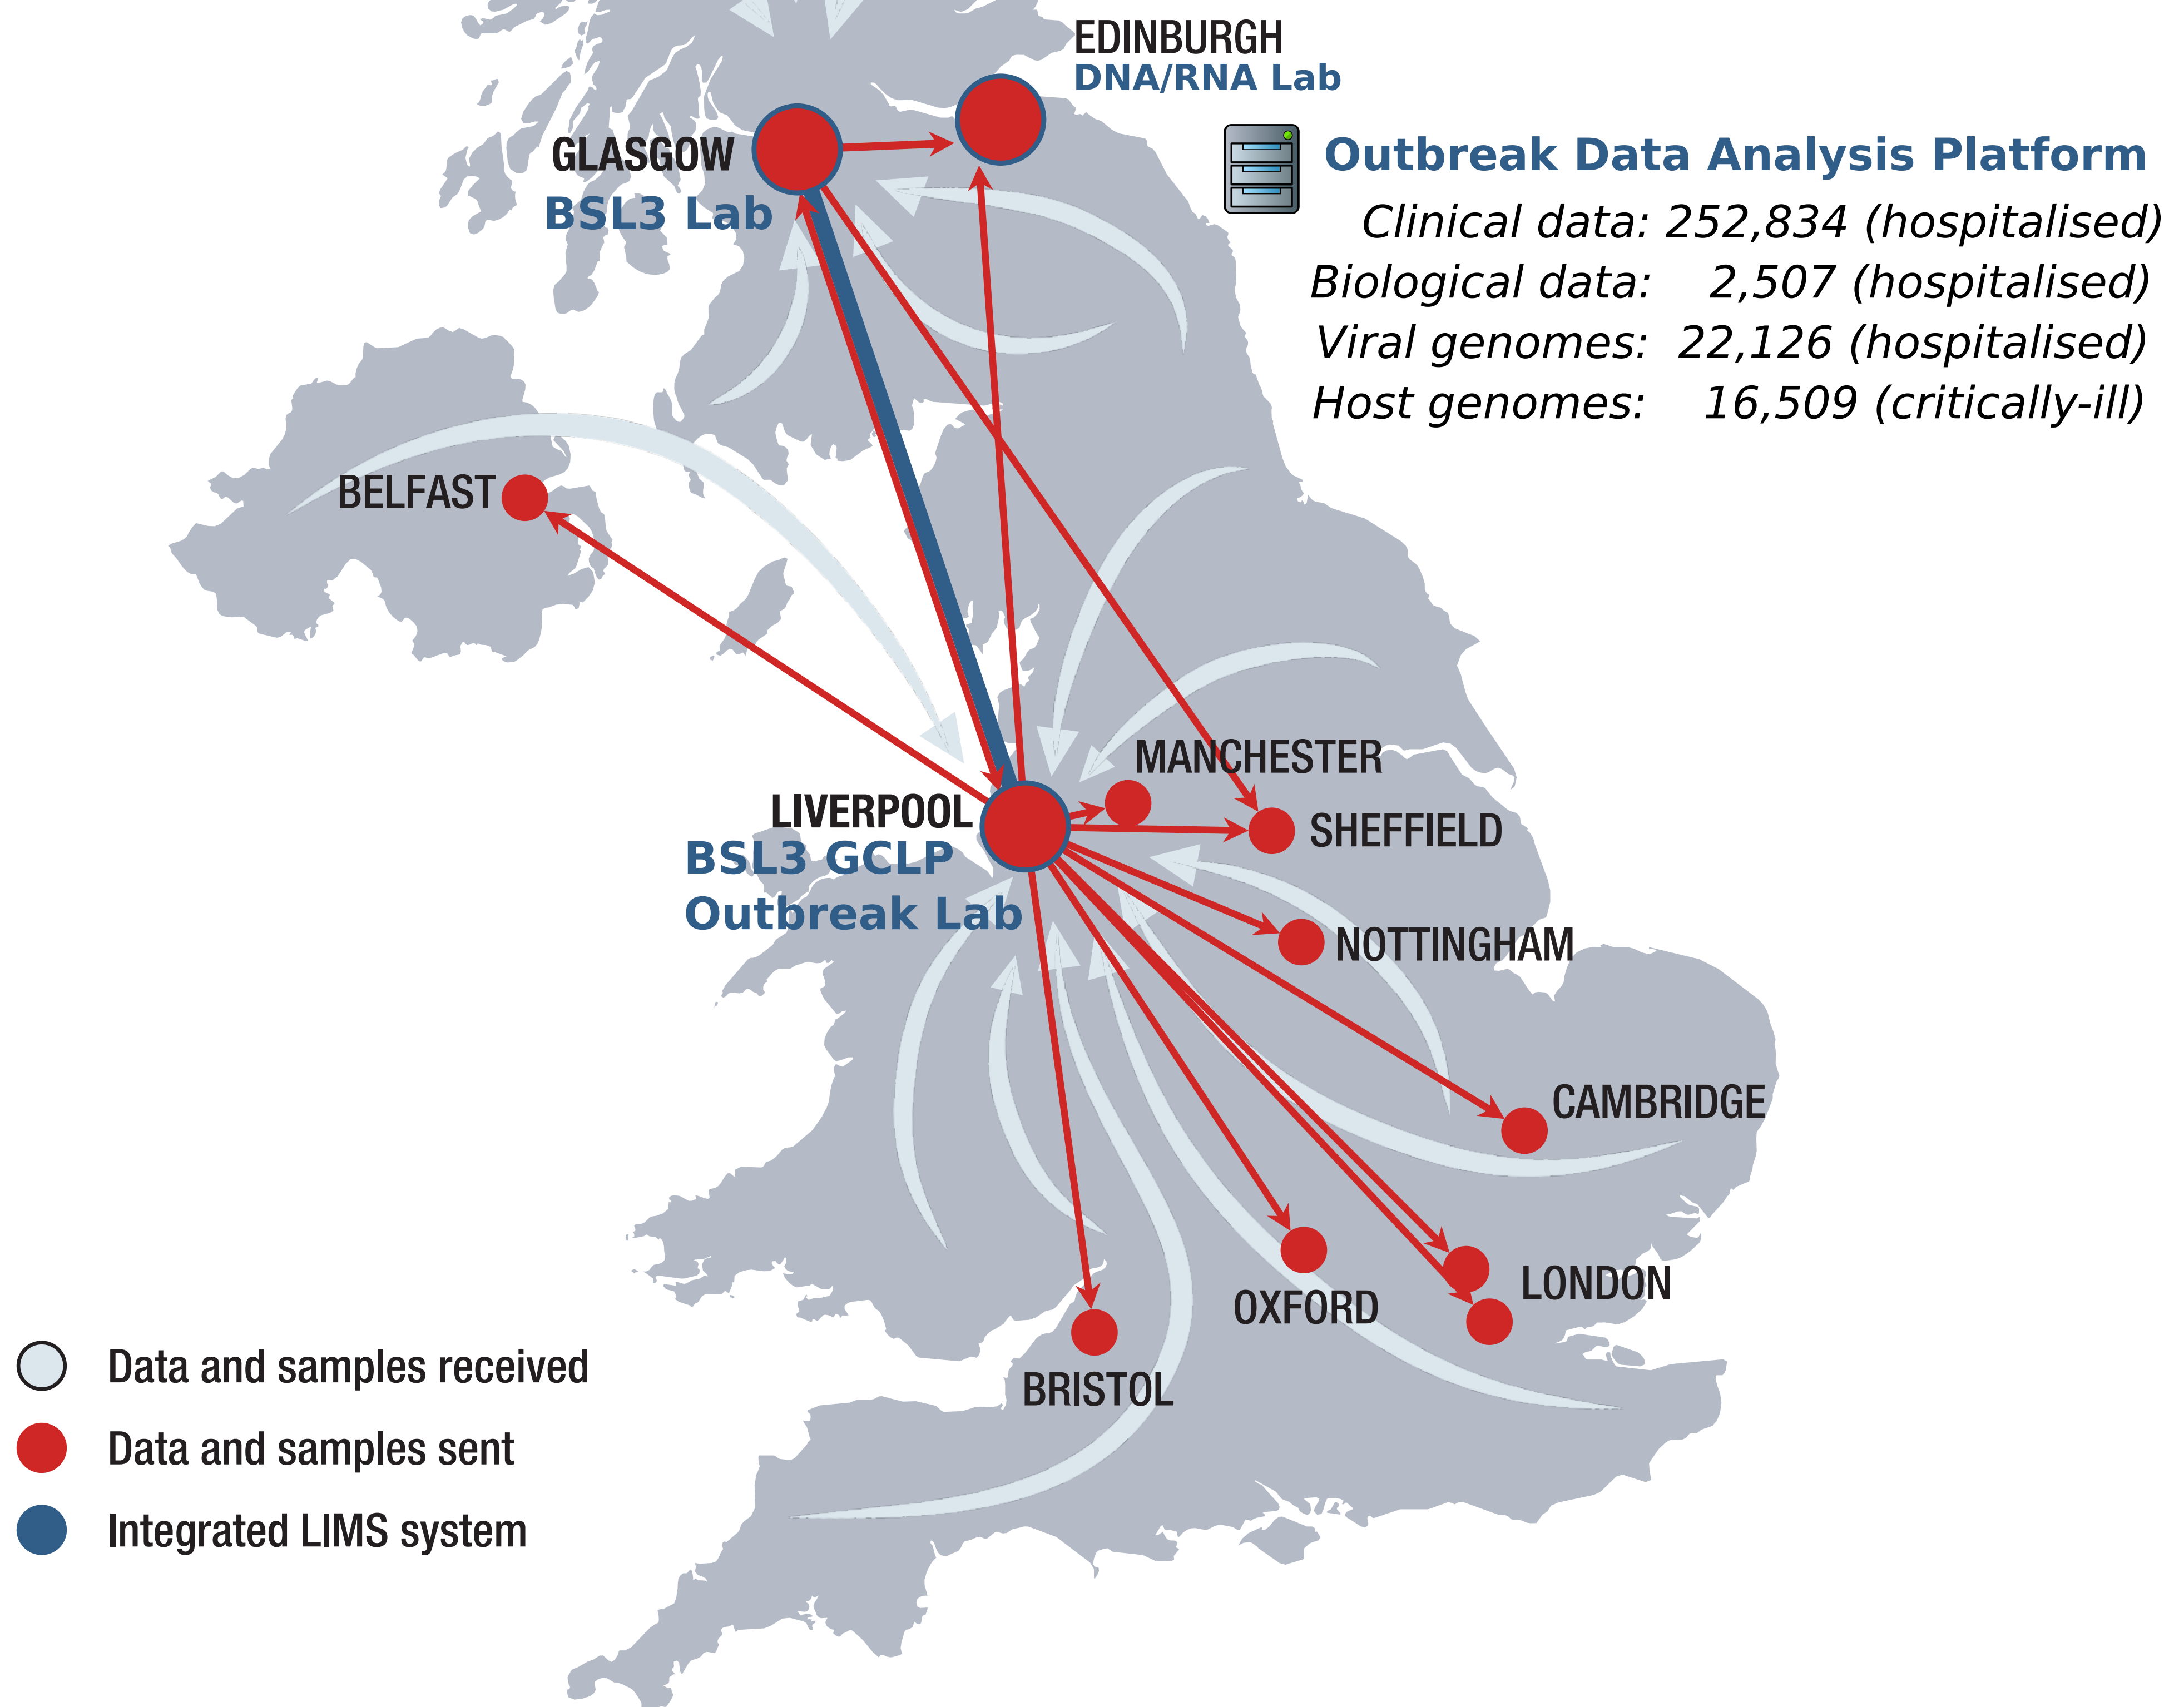 EDINBURGH
DNA/RNA Lab
GLASGOW
BSL3 Lab
Outbreak Data Analysis Platform
Clinical data: 252,834 (hospitalised)
Biological data: 2,507 (hospitalised)
Viral genomes: 22,126 (hospitalised)
Host genomes: 16,509 (critically-ill)
BELFAST
MANCHESTER
LIVERPOOL
BSL3 GCLP
Outbreak Lab
SHEFFIELD
NOTTINGHAM
CAMBRIDGE
LONDON
OXFORD
BRISTOL
Data and samples received
Data and samples sent
Integrated LIMS system